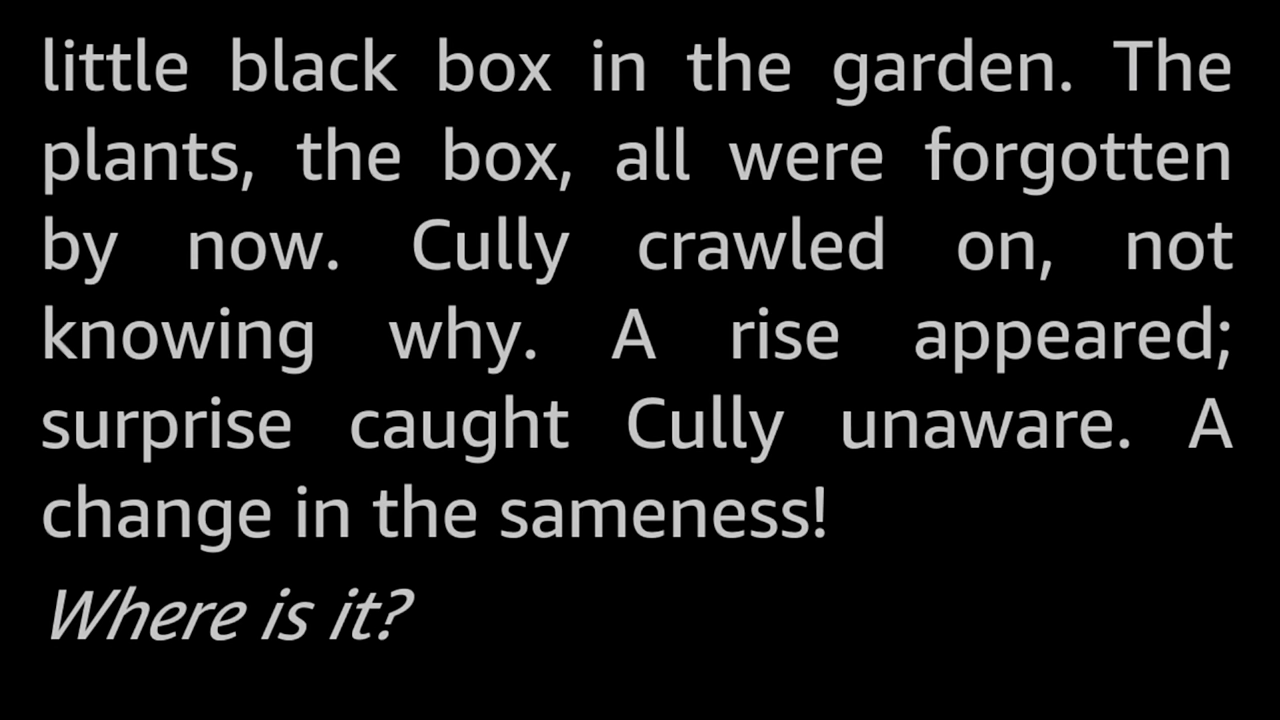 little black box in the garden. The
plants, the box, all were forgotten
by now. Cully crawled on, not
knowing why. A rise appeared;
surprise caught Cully unaware. A
change in the sameness!
Where is it?